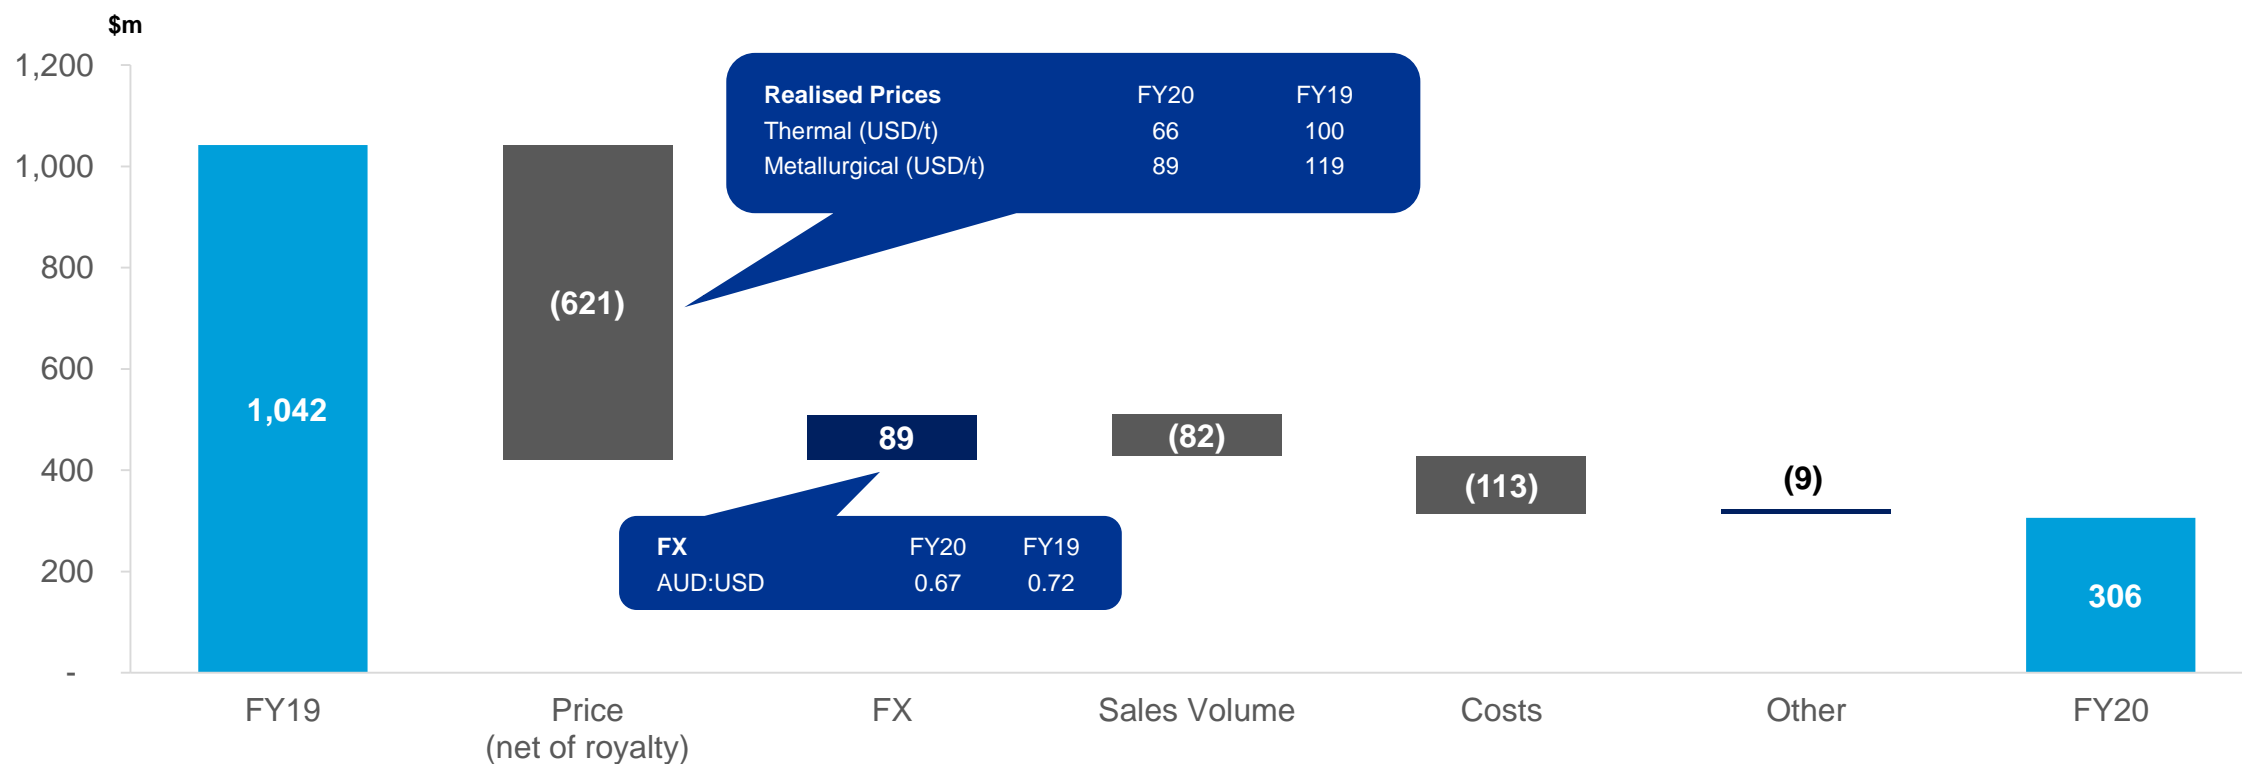 $m
1,200
1,000
800
600
400
200
-
Realised Prices FY20 FY19
Thermal (USD/t) 66 100
Metallurgical (USD/t) 89 119
1,042
(621)
89
(82)
(113)
(9)
306
FX FY20 FY19
AUD:USD 0.67 0.72
FY19
Price
(net of royalty)
FX
Sales Volume
Costs
Other
FY20